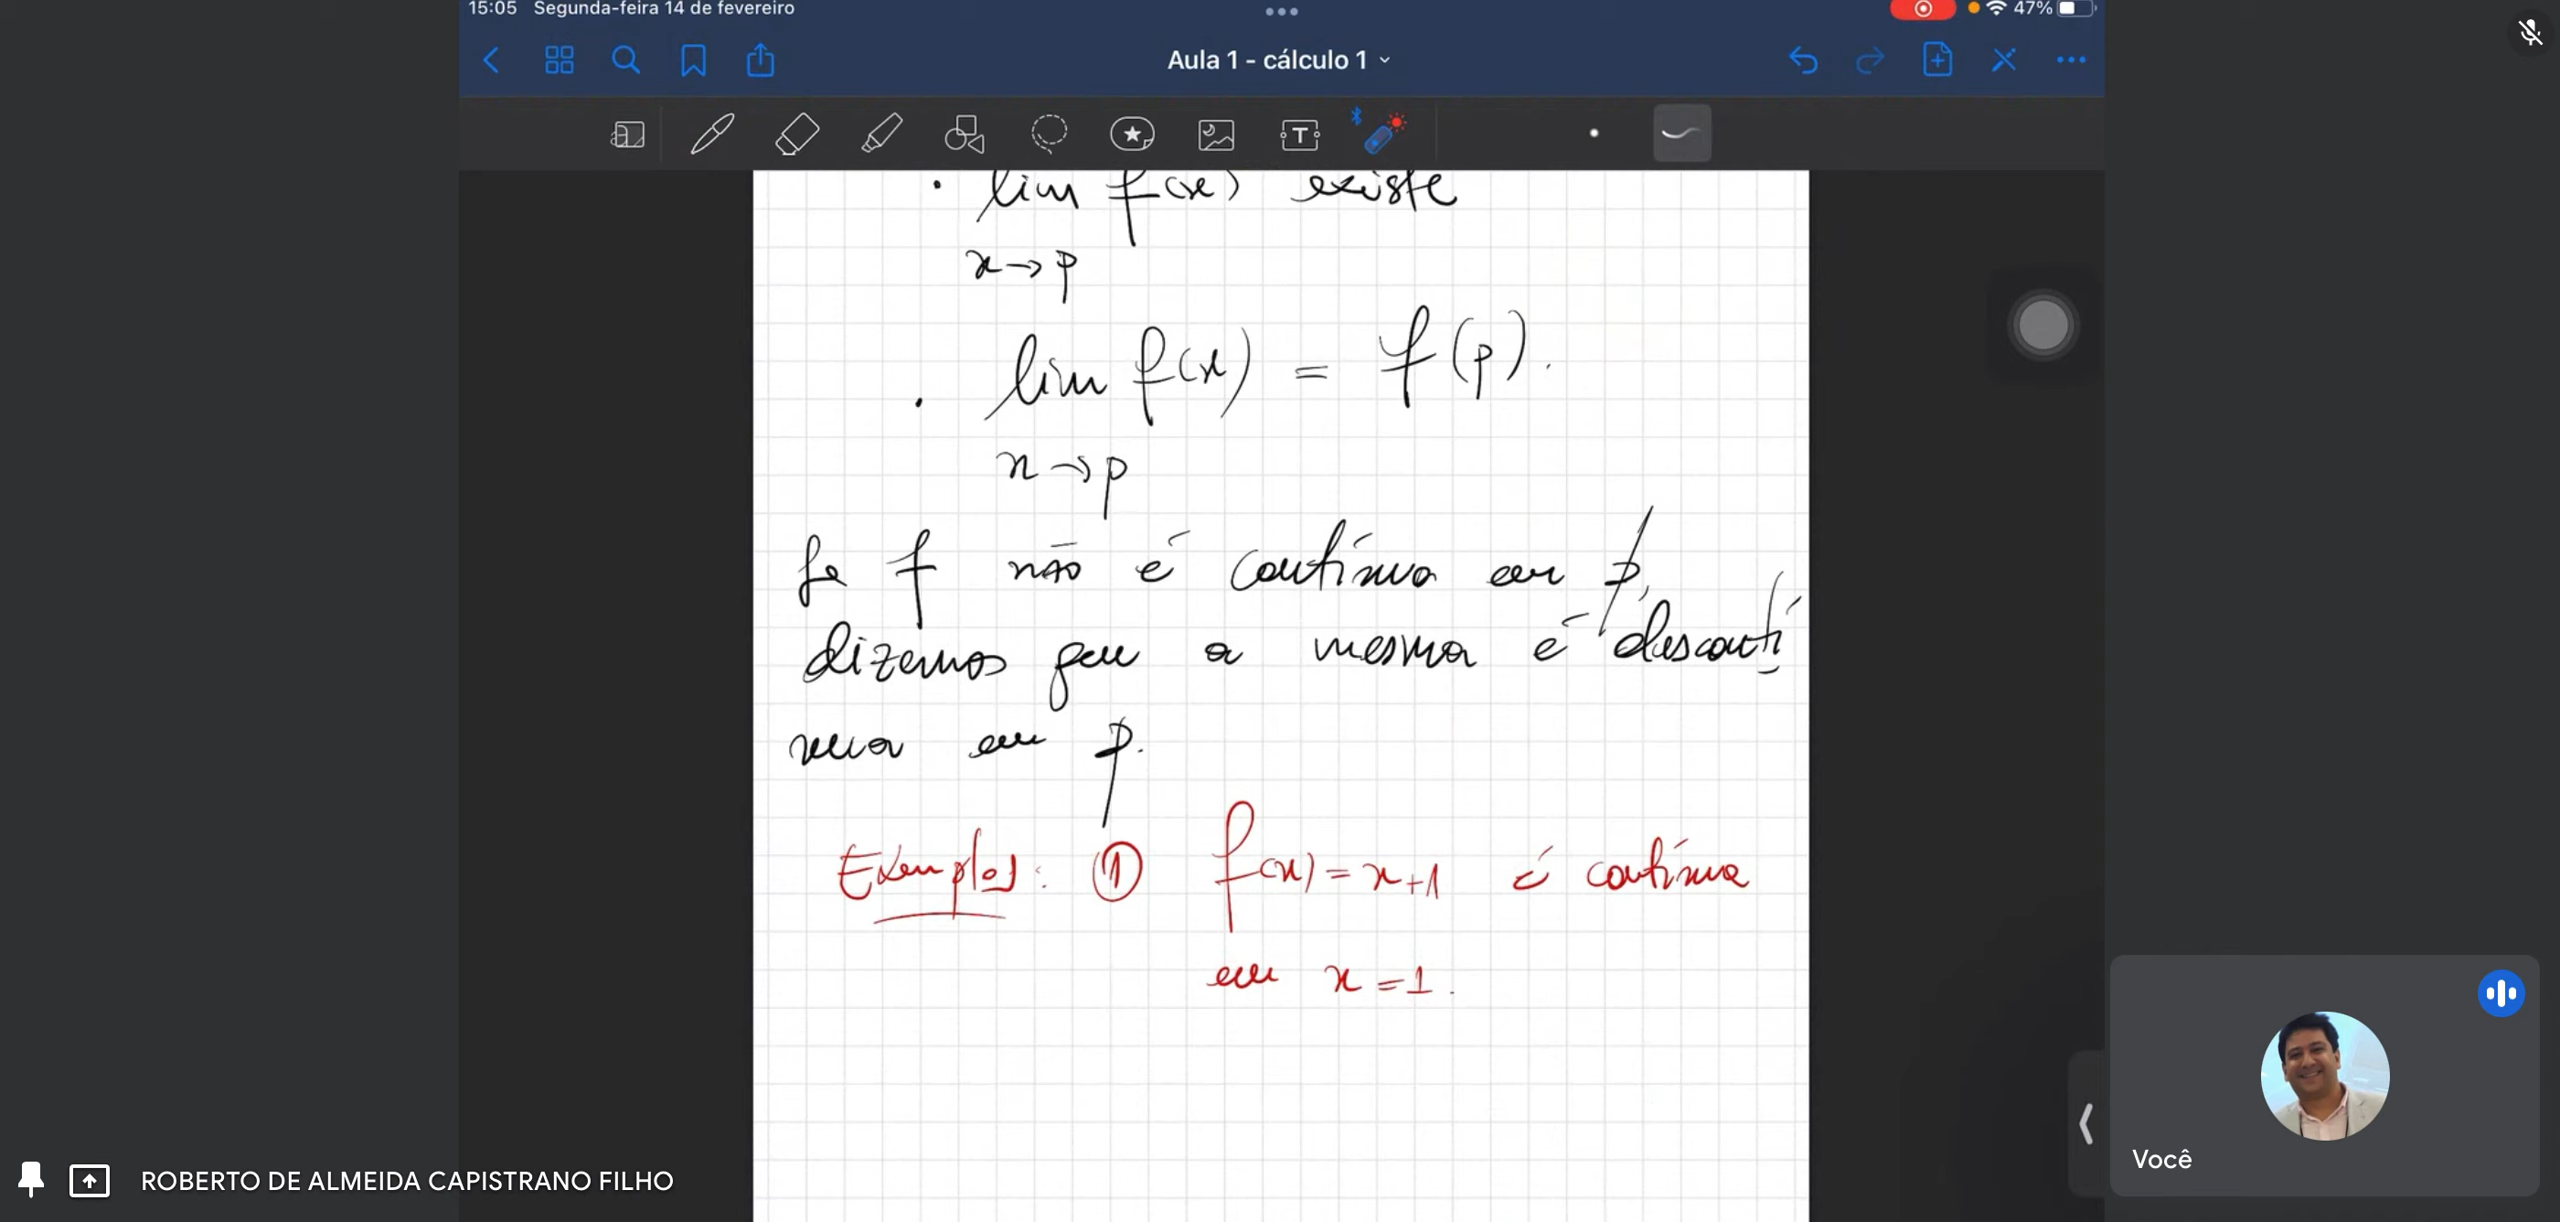 15:05 Segunda-feira 14 de fevereiro
47%
Aula 1 - cálculo 1
• lim f(x) existe
x→p
• lim f(x) = f(p).
x→p
Se f não é contínua em p,
dizemos que a mesma é descontí
nua em p.
Exemplos: ① f(x) = x+1 é contínua
em x = 1.
Você
ROBERTO DE ALMEIDA CAPISTRANO FILHO